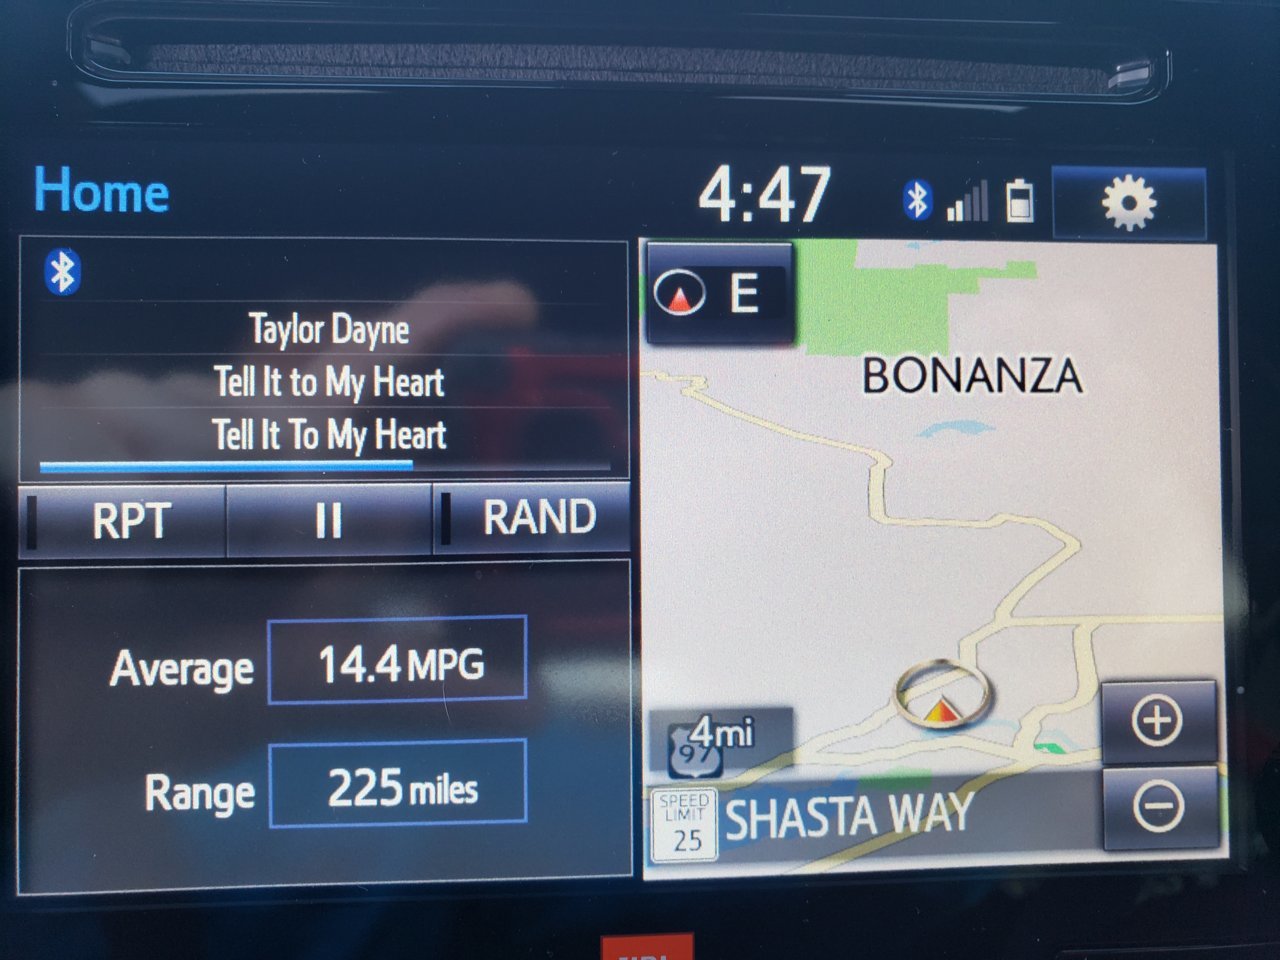 Home
4:47
Taylor Dayne
Tell It to My Heart
Tell It To My Heart
RPT
RAND
Average 14.4 MPG
Range 225 miles
E
BONANZA
4mi
97
SPEED LIMIT 25
SHASTA WAY